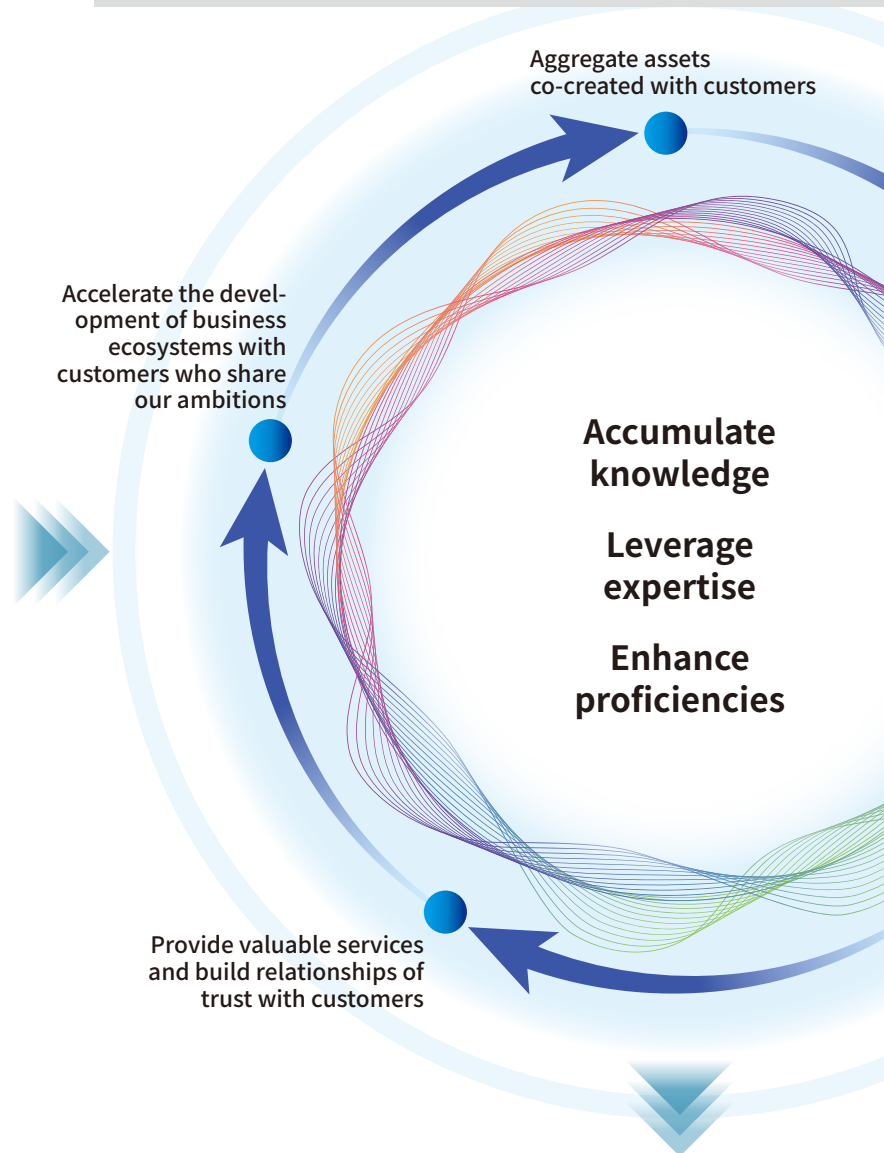 Aggregate assets
co-created with customers
Accelerate the devel-
opment of business
ecosystems with
customers who share
our ambitions
Accumulate
knowledge
Leverage
expertise
Enhance
proficiencies
Provide valuable services
and build relationships of
trust with customers